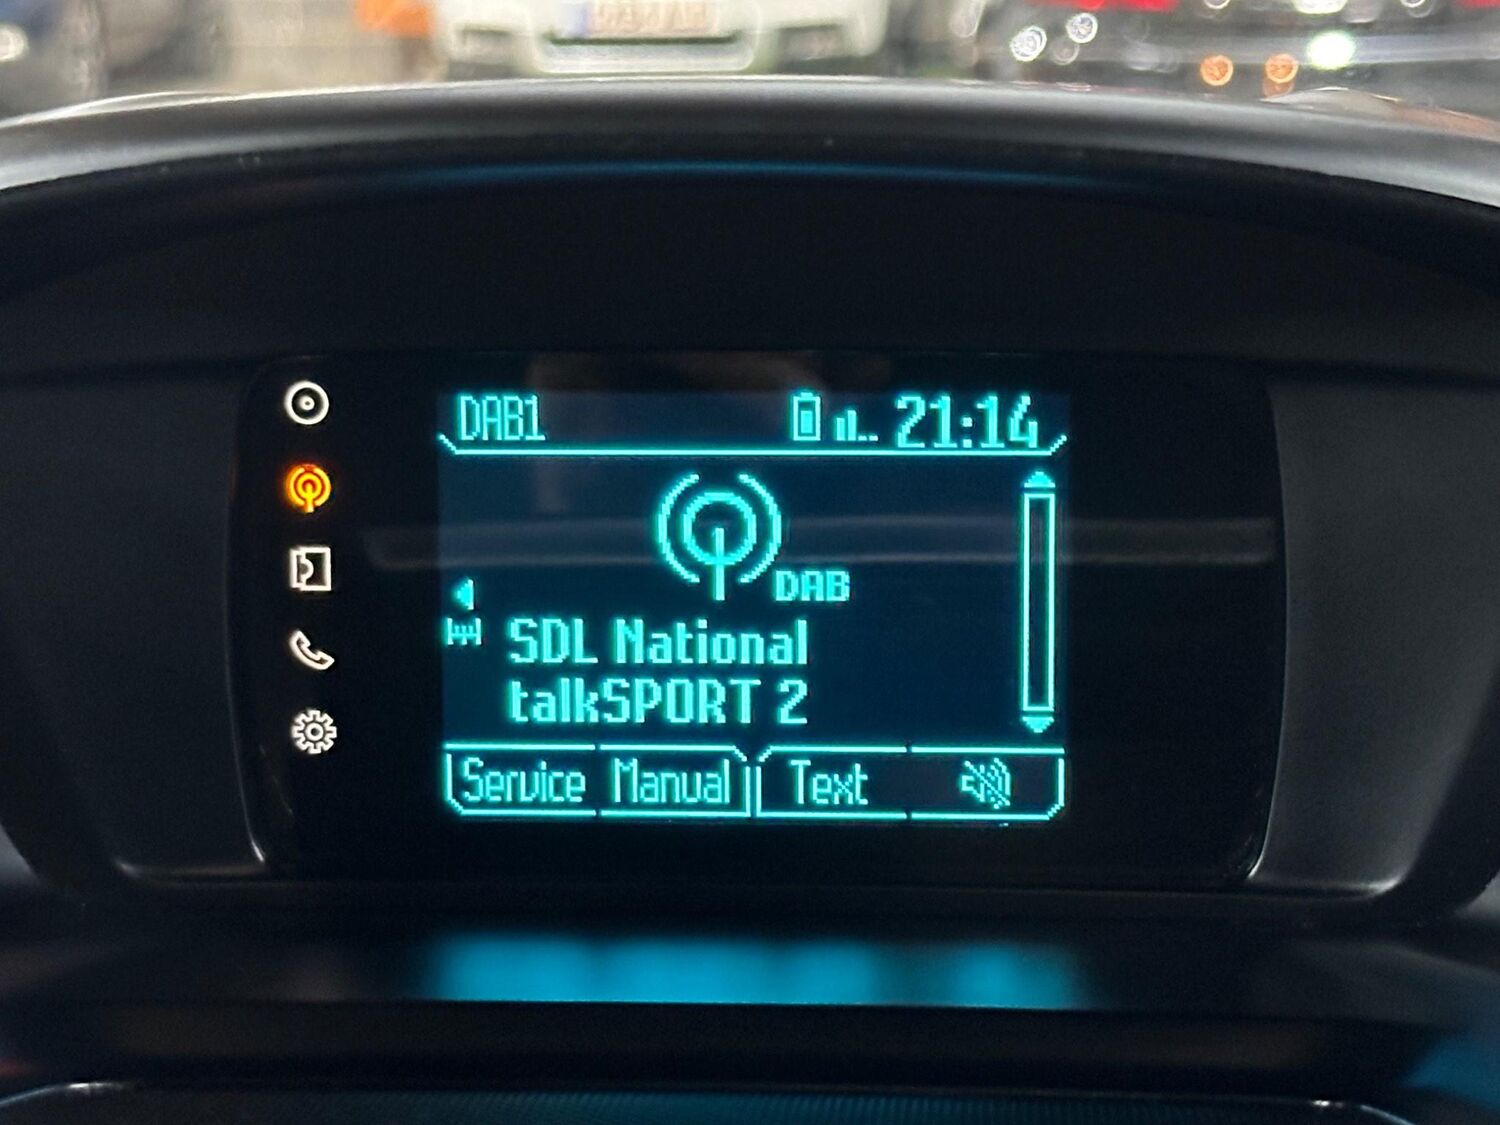 DAB1 21:14
DAB
SDL National
talkSPORT 2
Service Manual Text